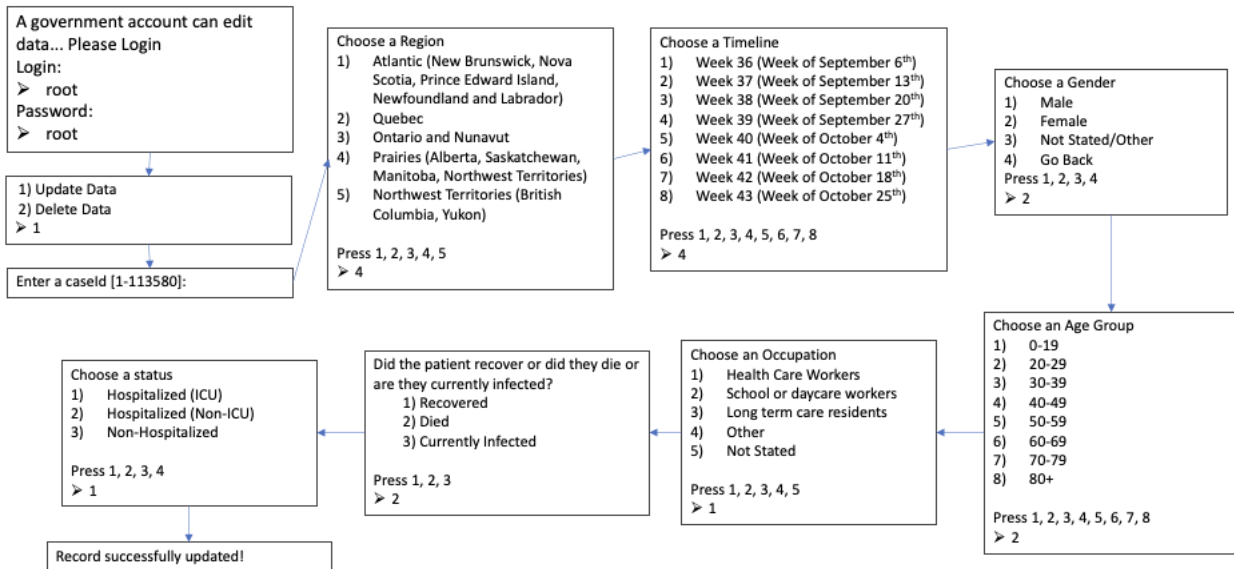 A government account can edit
data... Please Login
Login:
➢ root
Password:
➢ root
1) Update Data
2) Delete Data
➢ 1
Enter a caseId [1-113580]:
Choose a Region
1) Atlantic (New Brunswick, Nova
Scotia, Prince Edward Island,
Newfoundland and Labrador)
2) Quebec
3) Ontario and Nunavut
4) Prairies (Alberta, Saskatchewan,
Manitoba, Northwest Territories)
5) Northwest Territories (British
Columbia, Yukon)
Press 1, 2, 3, 4, 5
➢ 4
Choose a Timeline
1) Week 36 (Week of September 6th)
2) Week 37 (Week of September 13th)
3) Week 38 (Week of September 20th)
4) Week 39 (Week of September 27th)
5) Week 40 (Week of October 4th)
6) Week 41 (Week of October 11th)
7) Week 42 (Week of October 18th)
8) Week 43 (Week of October 25th)
Press 1, 2, 3, 4, 5, 6, 7, 8
➢ 4
Choose a Gender
1) Male
2) Female
3) Not Stated/Other
4) Go Back
Press 1, 2, 3, 4
➢ 2
Choose an Age Group
1) 0-19
2) 20-29
3) 30-39
4) 40-49
5) 50-59
6) 60-69
7) 70-79
8) 80+
Press 1, 2, 3, 4, 5, 6, 7, 8
➢ 2
Choose an Occupation
1) Health Care Workers
2) School or daycare workers
3) Long term care residents
4) Other
5) Not Stated
Press 1, 2, 3, 4, 5
➢ 1
Did the patient recover or did they die or
are they currently infected?
1) Recovered
2) Died
3) Currently Infected
Press 1, 2, 3
➢ 2
Choose a status
1) Hospitalized (ICU)
2) Hospitalized (Non-ICU)
3) Non-Hospitalized
Press 1, 2, 3, 4
➢ 1
Record successfully updated!